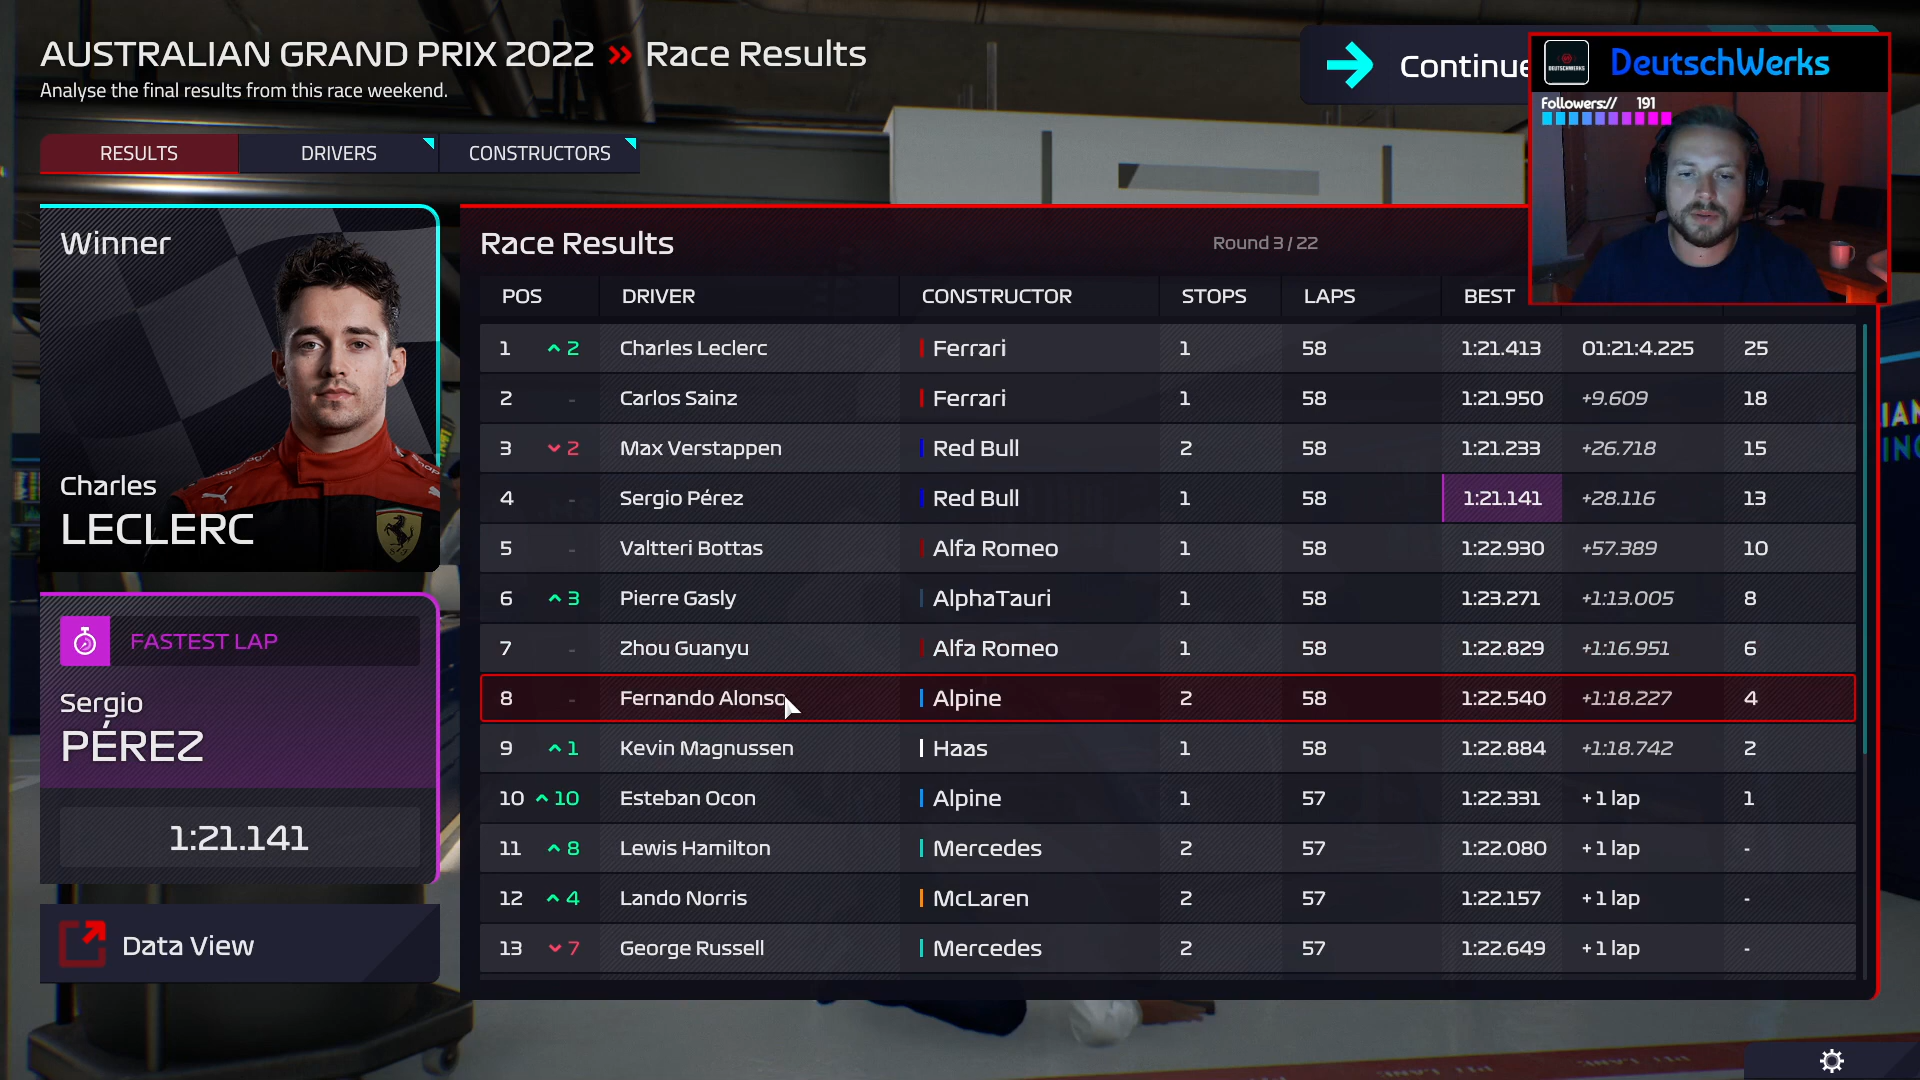 AUSTRALIAN GRAND PRIX 2022 » Race Results
Analyse the final results from this race weekend.
Continue
DEUTSCHWERKS
DeutschWerks
Followers// 191
RESULTS DRIVERS CONSTRUCTORS
Winner
Charles
LECLERC
FASTEST LAP
Sergio
PÉREZ
1:21.141
Data View
Race Results Round 3 / 22
POS DRIVER CONSTRUCTOR STOPS LAPS BEST
1 2 Charles Leclerc Ferrari 1 58 1:21.413 01:21:4.225 25
2 - Carlos Sainz Ferrari 1 58 1:21.950 +9.609 18
3 2 Max Verstappen Red Bull 2 58 1:21.233 +26.718 15
4 - Sergio Pérez Red Bull 1 58 1:21.141 +28.116 13
5 - Valtteri Bottas Alfa Romeo 1 58 1:22.930 +57.389 10
6 3 Pierre Gasly AlphaTauri 1 58 1:23.271 +1:13.005 8
7 - Zhou Guanyu Alfa Romeo 1 58 1:22.829 +1:16.951 6
8 - Fernando Alonso Alpine 2 58 1:22.540 +1:18.227 4
9 1 Kevin Magnussen Haas 1 58 1:22.884 +1:18.742 2
10 10 Esteban Ocon Alpine 1 57 1:22.331 + 1 lap 1
11 8 Lewis Hamilton Mercedes 2 57 1:22.080 + 1 lap -
12 4 Lando Norris McLaren 2 57 1:22.157 + 1 lap -
13 7 George Russell Mercedes 2 57 1:22.649 + 1 lap -